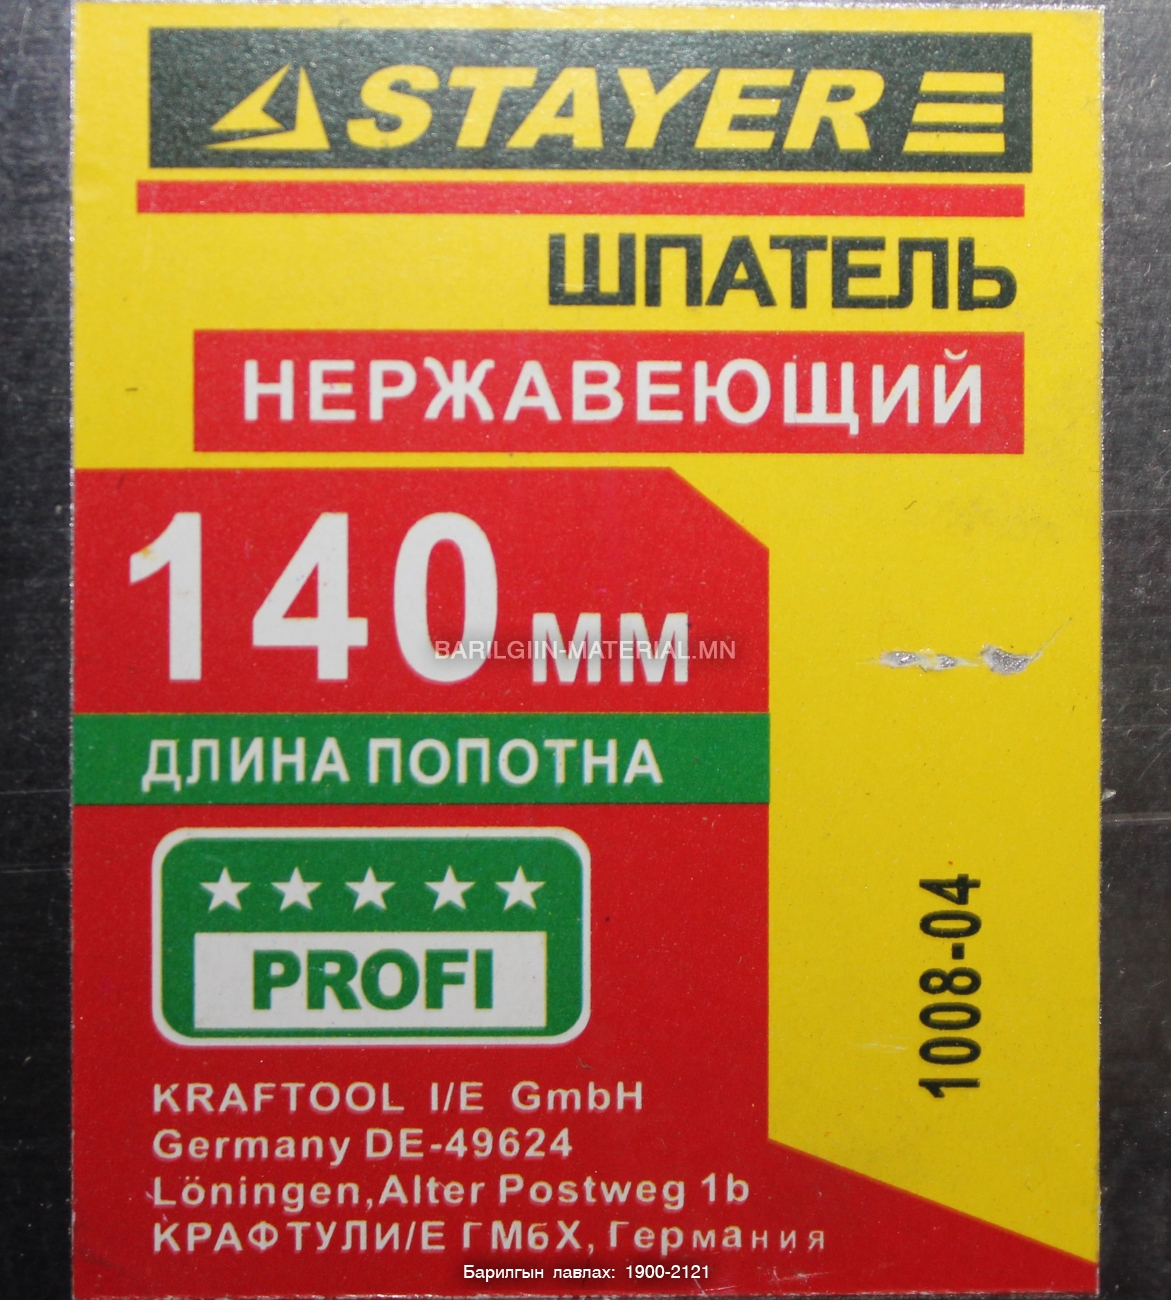 STAYER
ШПАТЕЛЬ
НЕРЖАВЕЮЩИЙ
140 мм
BARILGIIN-MATERIAL.MN
ДЛИНА ПОПОТНА
PROFI
1008-04
KRAFTOOL I/E GmbH
Germany DE-49624
Löningen,Alter Postweg 1b
КРАФТУЛИ/Е ГМбХ, Германия
Барилгын лавлах: 1900-2121